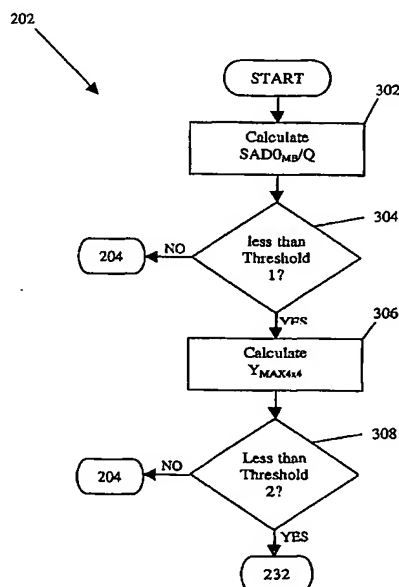 202
START
302
Calculate
SAD0MB/Q
304
less than
Threshold
1?
NO
204
YES
306
Calculate
YMAX4x4
308
Less than
Threshold
2?
NO
204
YES
232